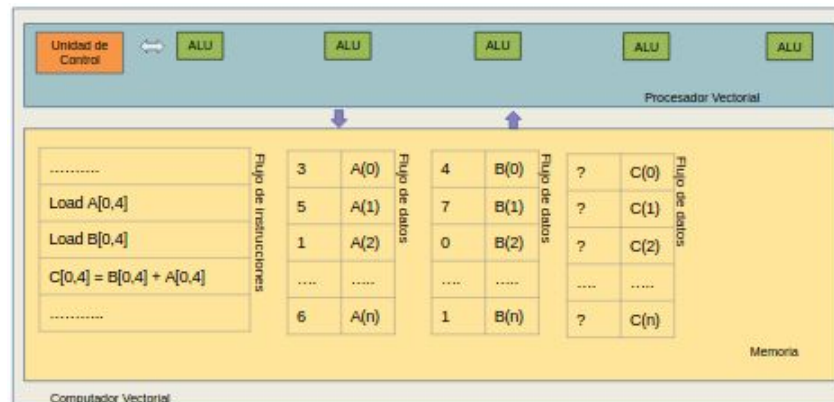 Unidad de
Control
ALU
ALU
ALU
ALU
ALU
Procesador Vectorial
..........
Load A[0,4]
Load B[0,4]
C[0,4] = B[0,4] + A[0,4]
...........
Flujo de instrucciones
3 A(0)
5 A(1)
1 A(2)
.... .....
6 A(n)
Flujo de datos
4 B(0)
7 B(1)
0 B(2)
.... .....
1 B(n)
Flujo de datos
? C(0)
? C(1)
? C(2)
.... .....
? C(n)
Flujo de datos
Memoria
Computador Vectorial